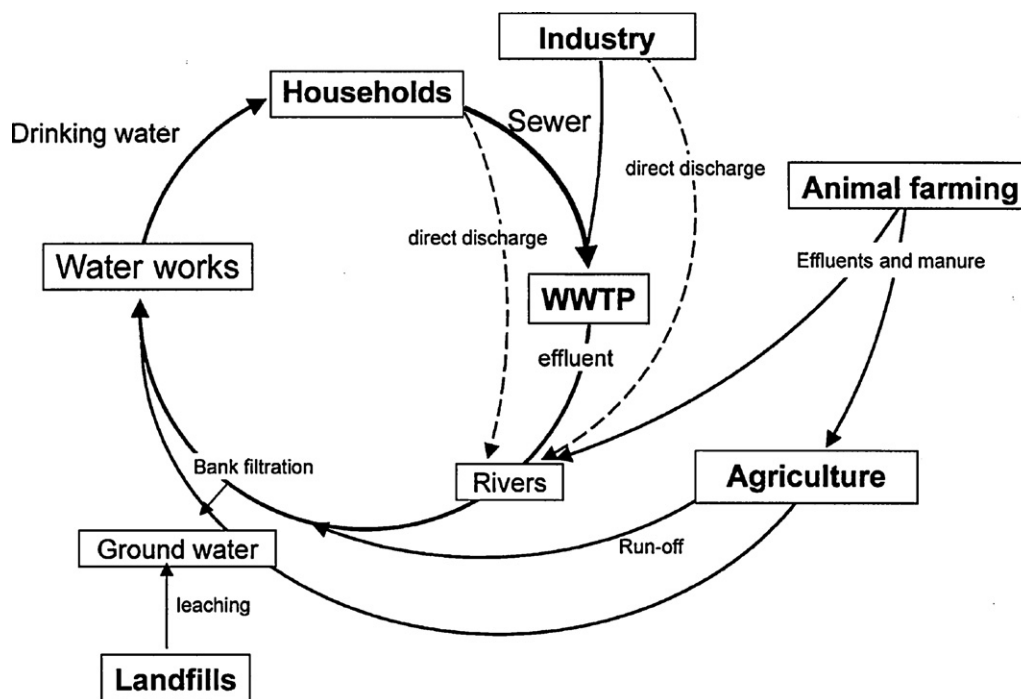 Industry
Households
Sewer
Drinking water
direct discharge
Animal farming
direct discharge
Effluents and manure
Water works
WWTP
effluent
Bank filtration
Rivers
Agriculture
Ground water
Run-off
leaching
Landfills